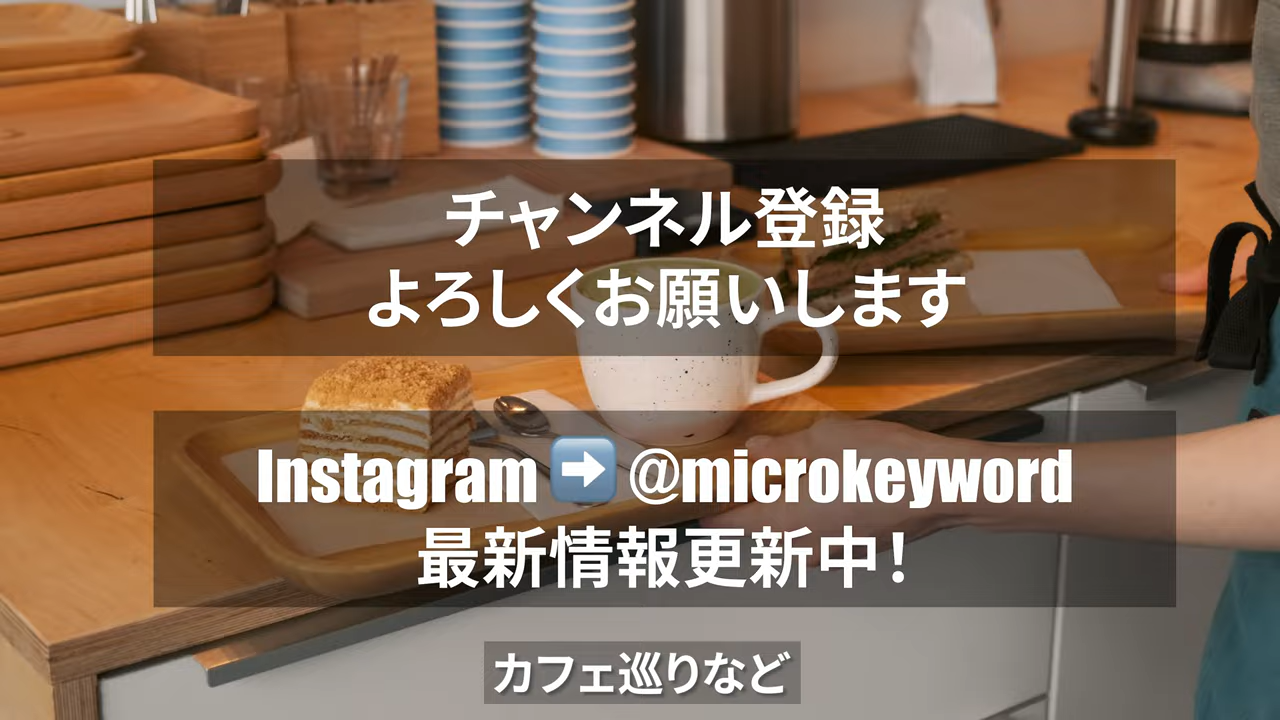 チャンネル登録
よろしくお願いします
Instagram ➡️ @microkeyword
最新情報更新中!
カフェ巡りなど